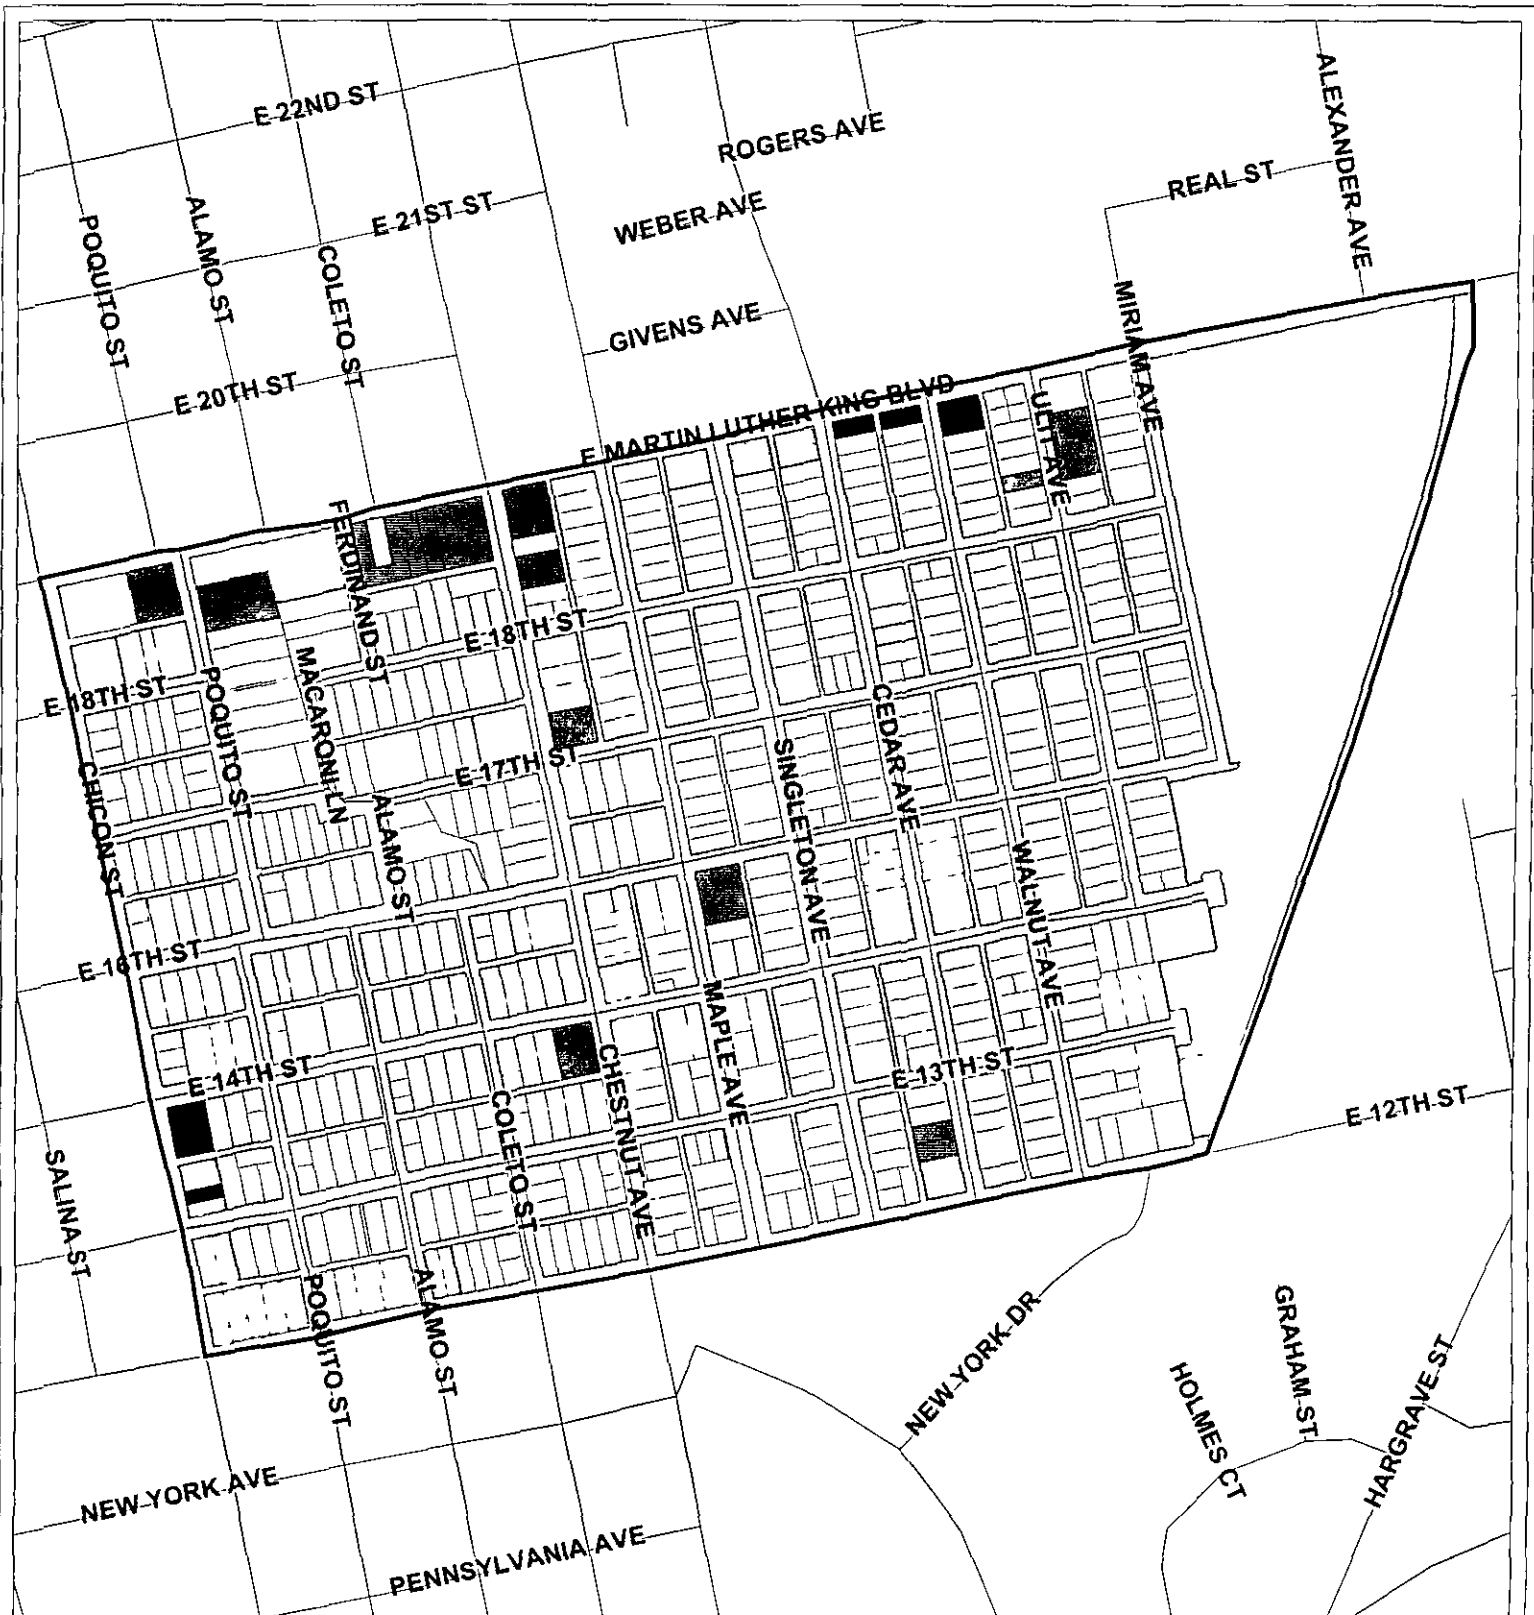 E 22ND ST
ROGERS AVE
ALEXANDER AVE
REAL ST
E 21ST ST
WEBER AVE
POQUITO ST
ALAMO ST
COLETO ST
GIVENS AVE
MIRIAM AVE
E 20TH ST
E MARTIN LUTHER KING BLVD
ULIT AVE
FERDINAND ST
E 18TH ST
E 18TH ST
POQUITO ST
MACARONI LN
CEDAR AVE
E 17TH ST
SINGLETON AVE
CHICON ST
ALAMO ST
WALNUT AVE
E 16TH ST
MAPLE AVE
E 14TH ST
CHESTNUT AVE
E 13TH ST
COLETO ST
E 12TH ST
SALINA ST
POQUITO ST
ALAMO ST
NEW YORK DR
GRAHAM ST
HOLMES CT
HARGRAVE ST
NEW YORK AVE
PENNSYLVANIA AVE